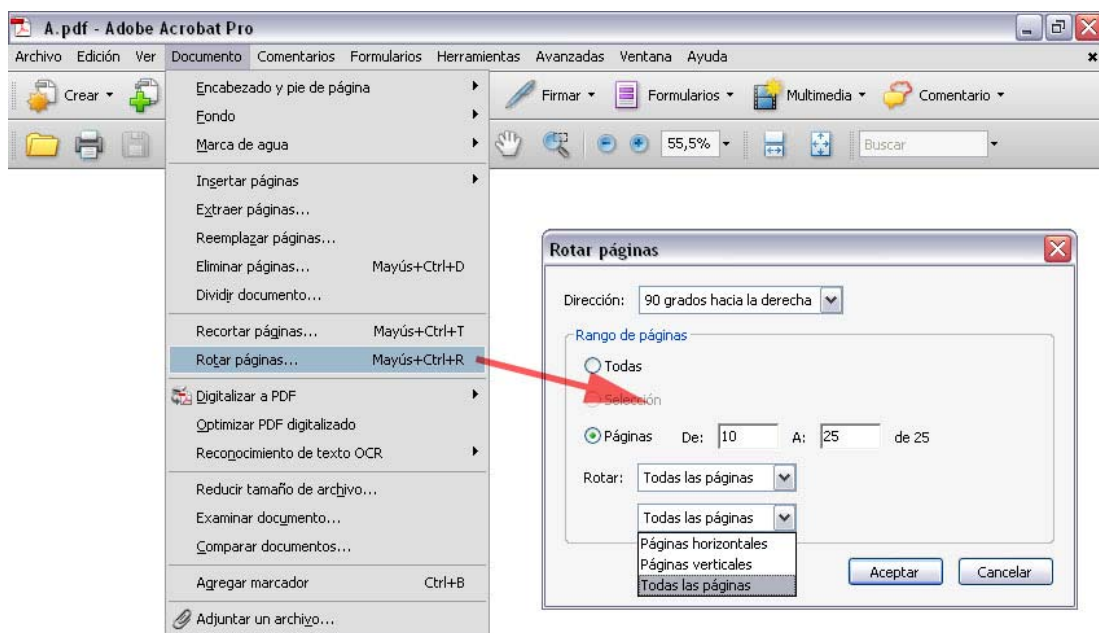 A.pdf - Adobe Acrobat Pro
Archivo Edición Ver Documento Comentarios Formularios Herramientas Avanzadas Ventana Ayuda
Crear Firmar Formularios Multimedia Comentario
55,5% Buscar
Encabezado y pie de página
Fondo
Marca de agua
Insertar páginas
Extraer páginas...
Reemplazar páginas...
Eliminar páginas... Mayús+Ctrl+D
Dividir documento...
Recortar páginas... Mayús+Ctrl+T
Rotar páginas... Mayús+Ctrl+R
Digitalizar a PDF
Optimizar PDF digitalizado
Reconocimiento de texto OCR
Reducir tamaño de archivo...
Examinar documento...
Comparar documentos...
Agregar marcador Ctrl+B
Adjuntar un archivo...
Rotar páginas
Dirección: 90 grados hacia la derecha
Rango de páginas
Todas
Selección
Páginas De: 10 A: 25 de 25
Rotar: Todas las páginas
Todas las páginas
Páginas horizontales
Páginas verticales
Todas las páginas
Aceptar Cancelar